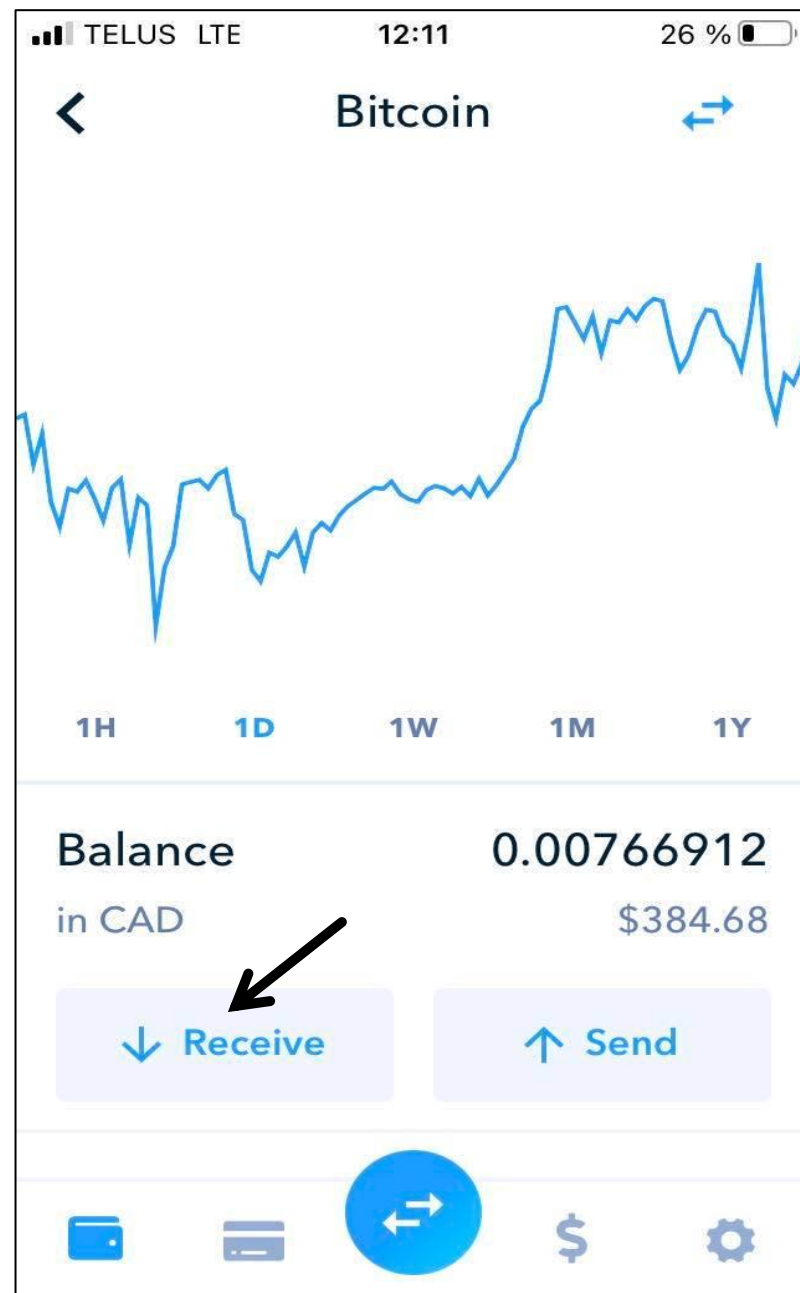 TELUS LTE 12:11 26 %
Bitcoin
1H 1D 1W 1M 1Y
Balance 0.00766912
in CAD $384.68
Receive Send
$